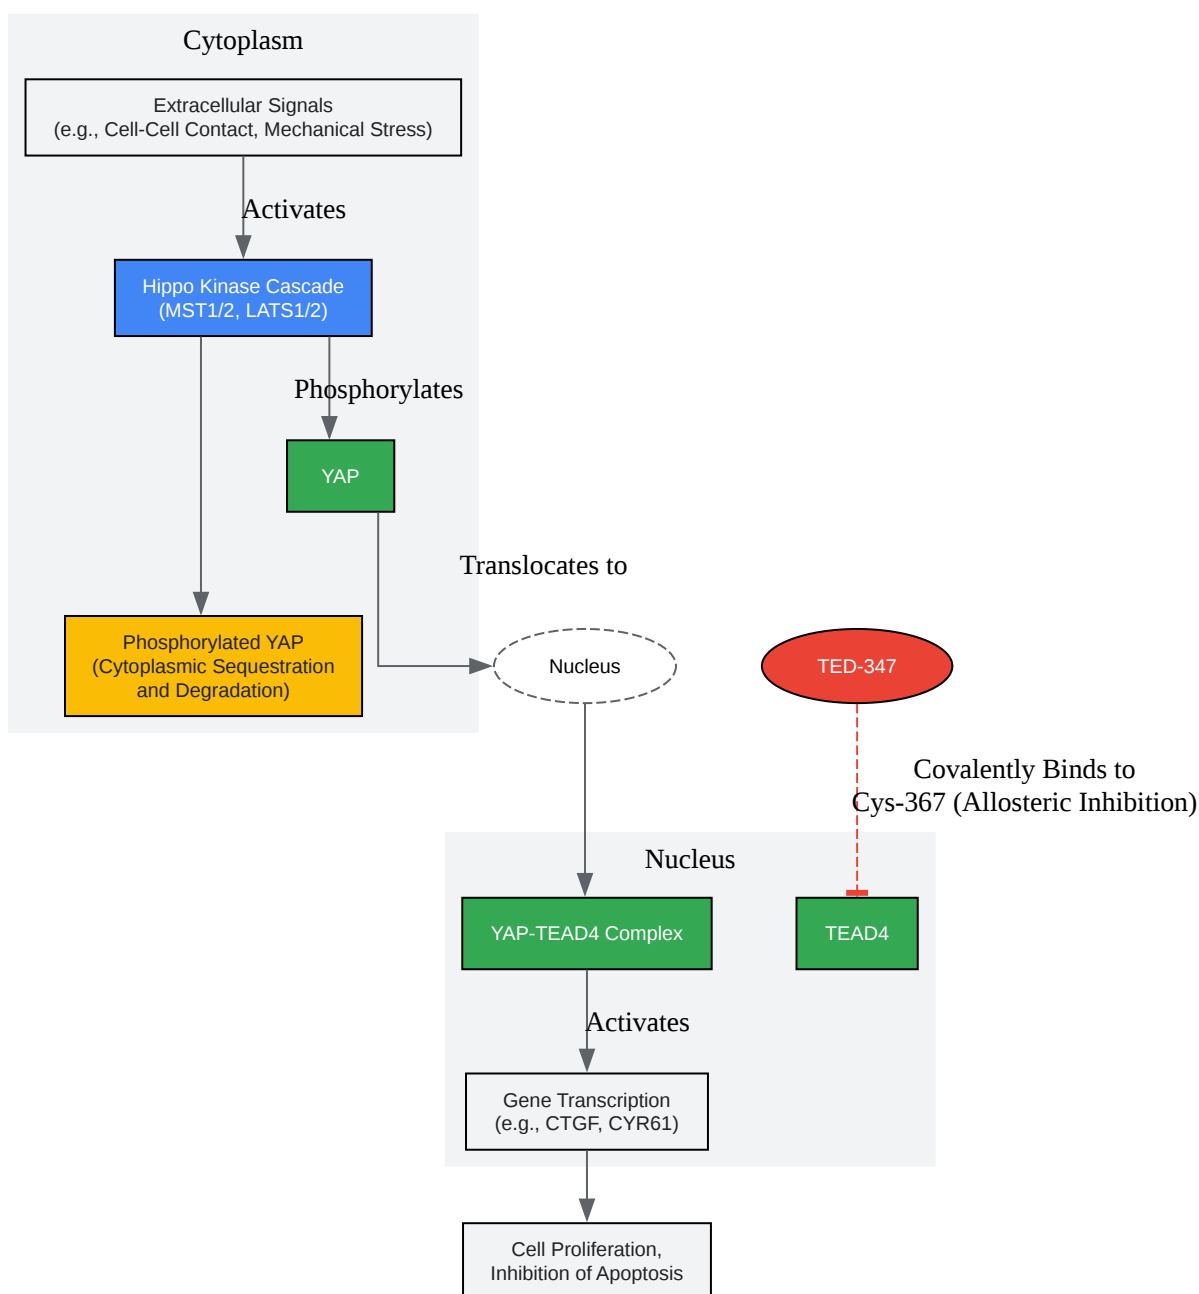 Cytoplasm
Extracellular Signals
(e.g., Cell-Cell Contact, Mechanical Stress)
Activates
Hippo Kinase Cascade
(MST1/2, LATS1/2)
Phosphorylates
YAP
Translocates to
Phosphorylated YAP
(Cytoplasmic Sequestration
and Degradation)
Nucleus
TED-347
Covalently Binds to
Cys-367 (Allosteric Inhibition)
Nucleus
YAP-TEAD4 Complex
TEAD4
Activates
Gene Transcription
(e.g., CTGF, CYR61)
Cell Proliferation,
Inhibition of Apoptosis